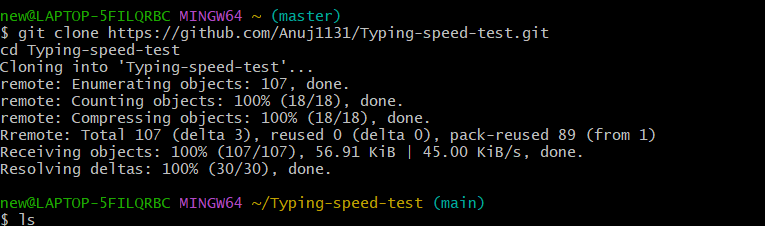 new@LAPTOP-5FILQRBC MINGW64 ~ (master)
$ git clone https://github.com/Anuj1131/Typing-speed-test.git
cd Typing-speed-test
Cloning into 'Typing-speed-test'...
remote: Enumerating objects: 107, done.
remote: Counting objects: 100% (18/18), done.
remote: Compressing objects: 100% (18/18), done.
Rremote: Total 107 (delta 3), reused 0 (delta 0), pack-reused 89 (from 1)
Receiving objects: 100% (107/107), 56.91 KiB | 45.00 KiB/s, done.
Resolving deltas: 100% (30/30), done.
new@LAPTOP-5FILQRBC MINGW64 ~/Typing-speed-test (main)
$ ls